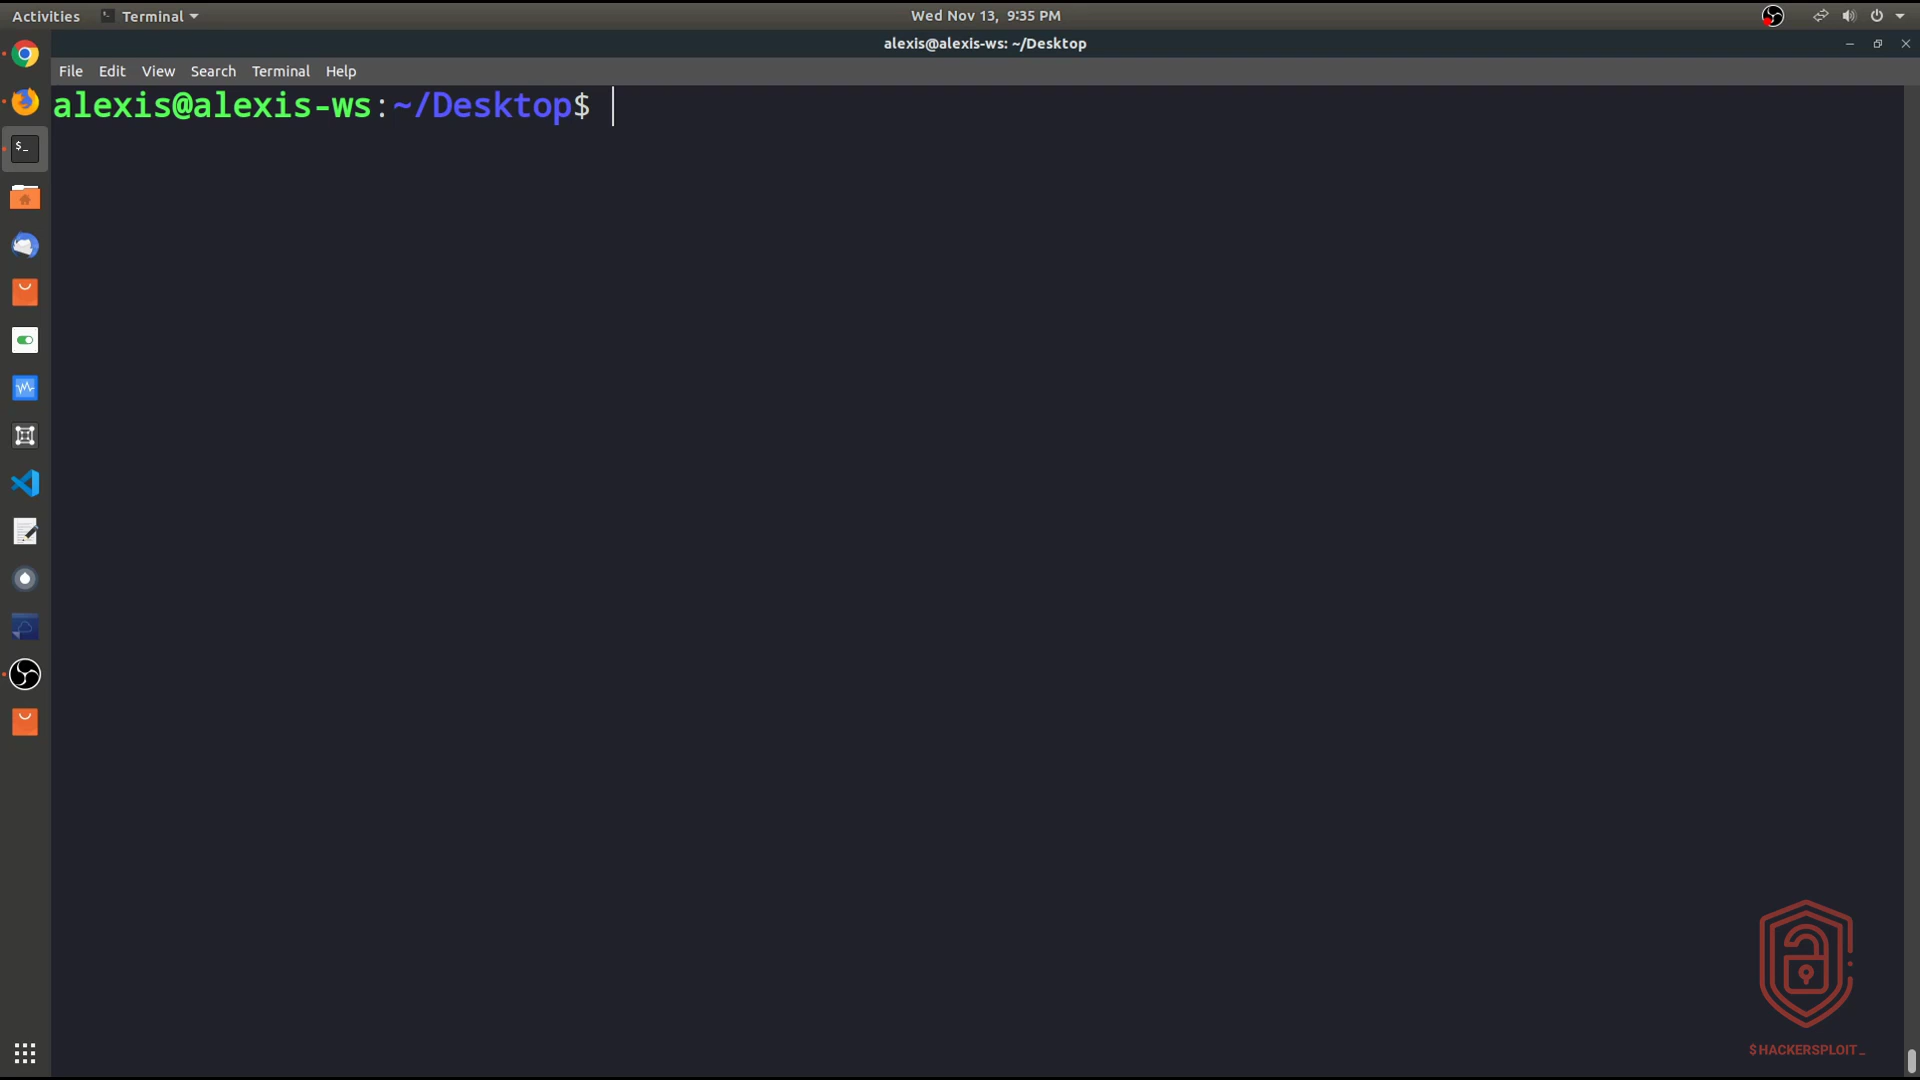 Activities
Terminal
Wed Nov 13, 9:35 PM
alexis@alexis-ws: ~/Desktop
File Edit View Search Terminal Help
alexis@alexis-ws:~/Desktop$
$_
$HACKERSPLOIT_